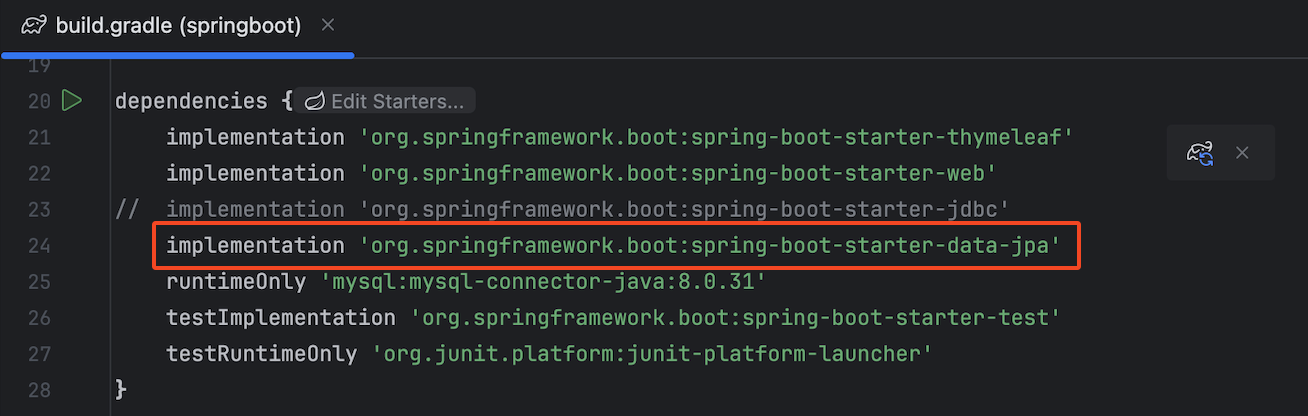 build.gradle (springboot)
19
20 dependencies { Edit Starters...
21 implementation 'org.springframework.boot:spring-boot-starter-thymeleaf'
22 implementation 'org.springframework.boot:spring-boot-starter-web'
23 // implementation 'org.springframework.boot:spring-boot-starter-jdbc'
24 implementation 'org.springframework.boot:spring-boot-starter-data-jpa'
25 runtimeOnly 'mysql:mysql-connector-java:8.0.31'
26 testImplementation 'org.springframework.boot:spring-boot-starter-test'
27 testRuntimeOnly 'org.junit.platform:junit-platform-launcher'
28 }